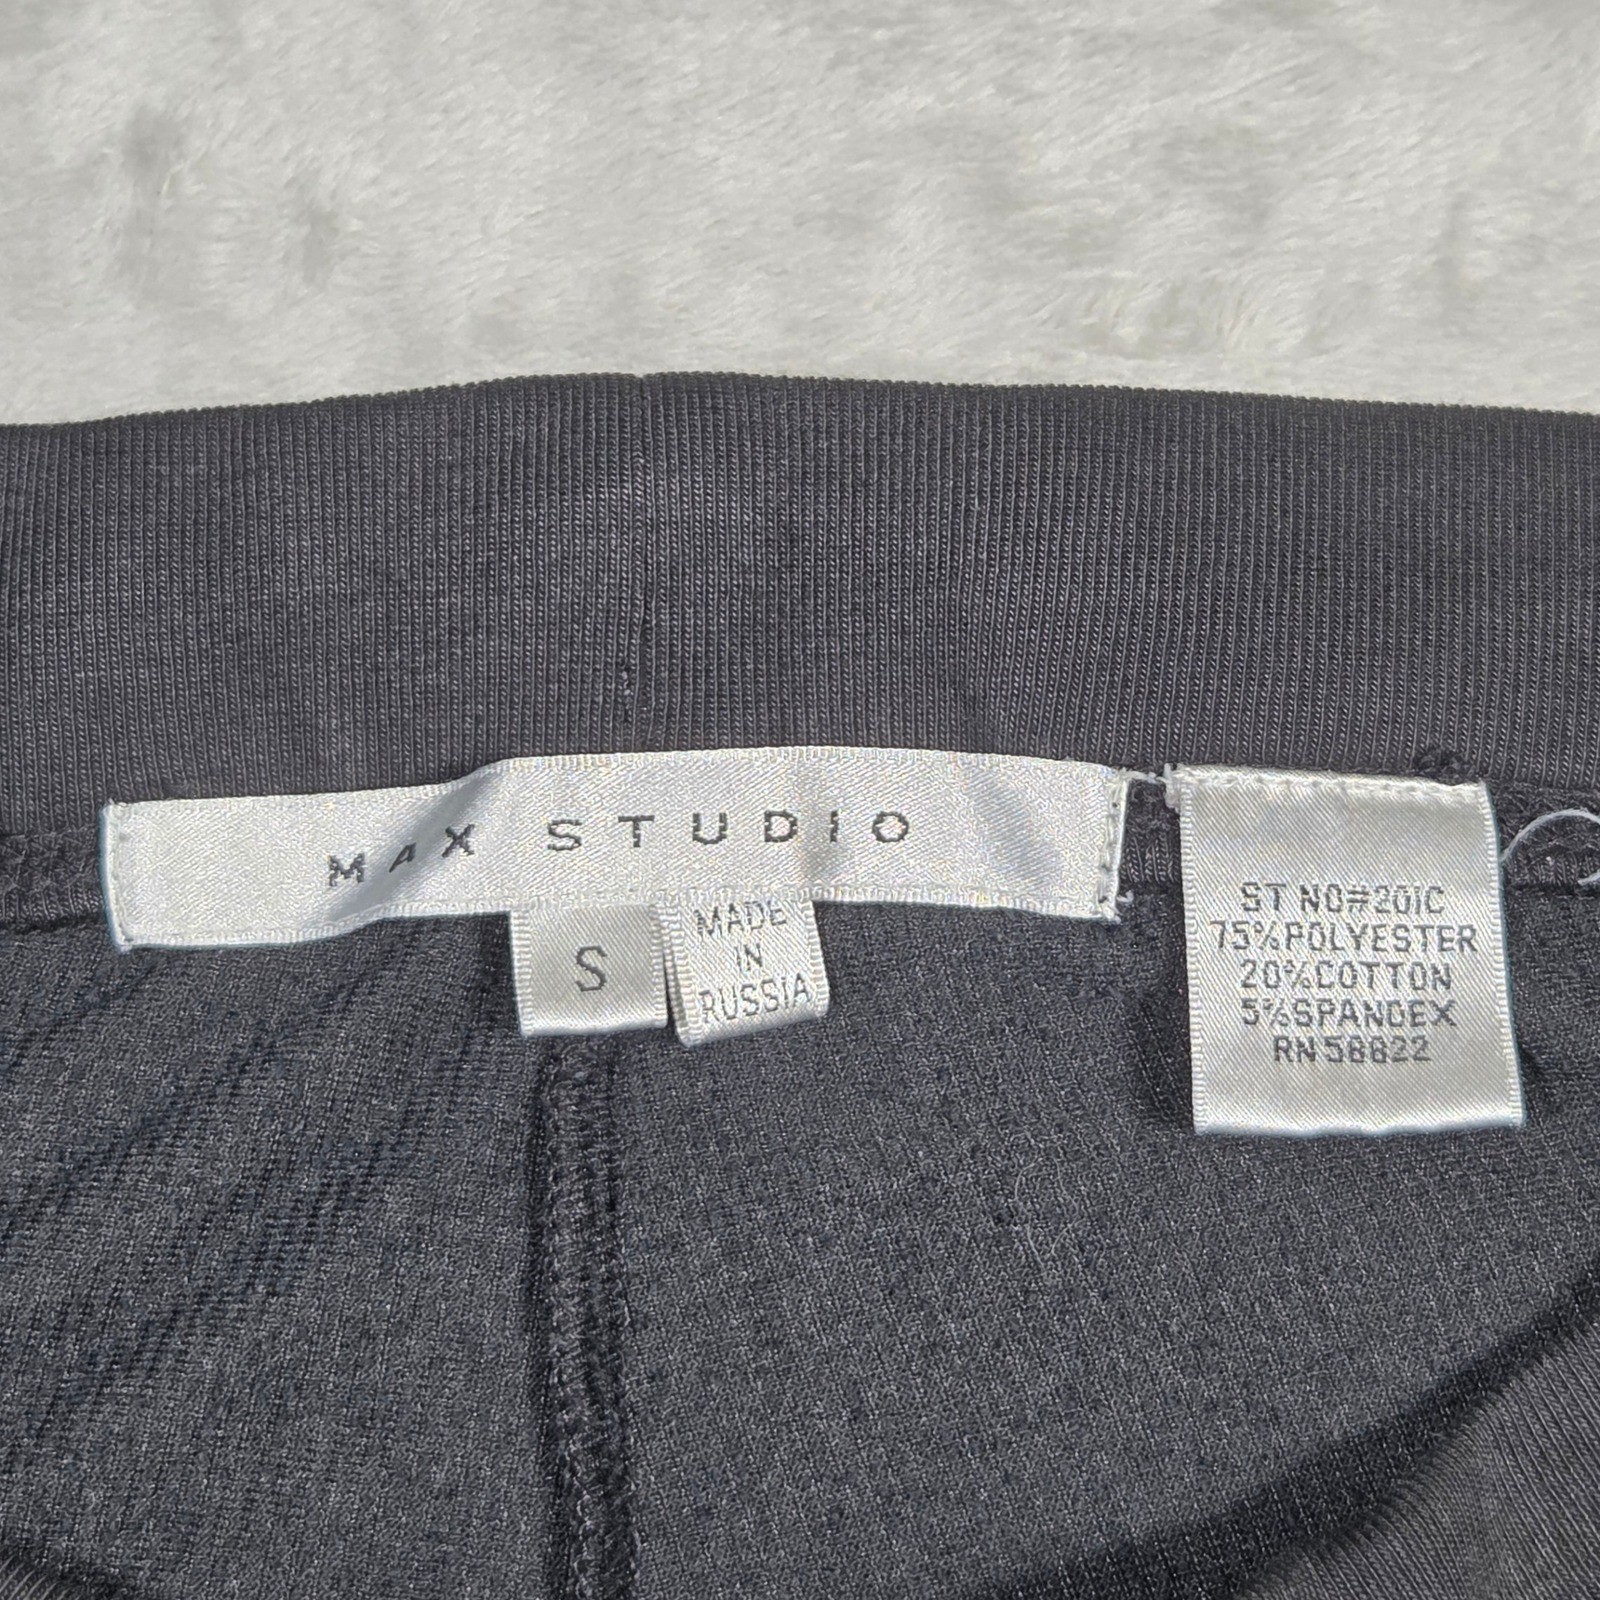 MAX STUDIO
S
MADE
IN
RUSSIA
ST NO#201C
75%POLYESTER
20%COTTON
5%SPANDEX
RN 58822